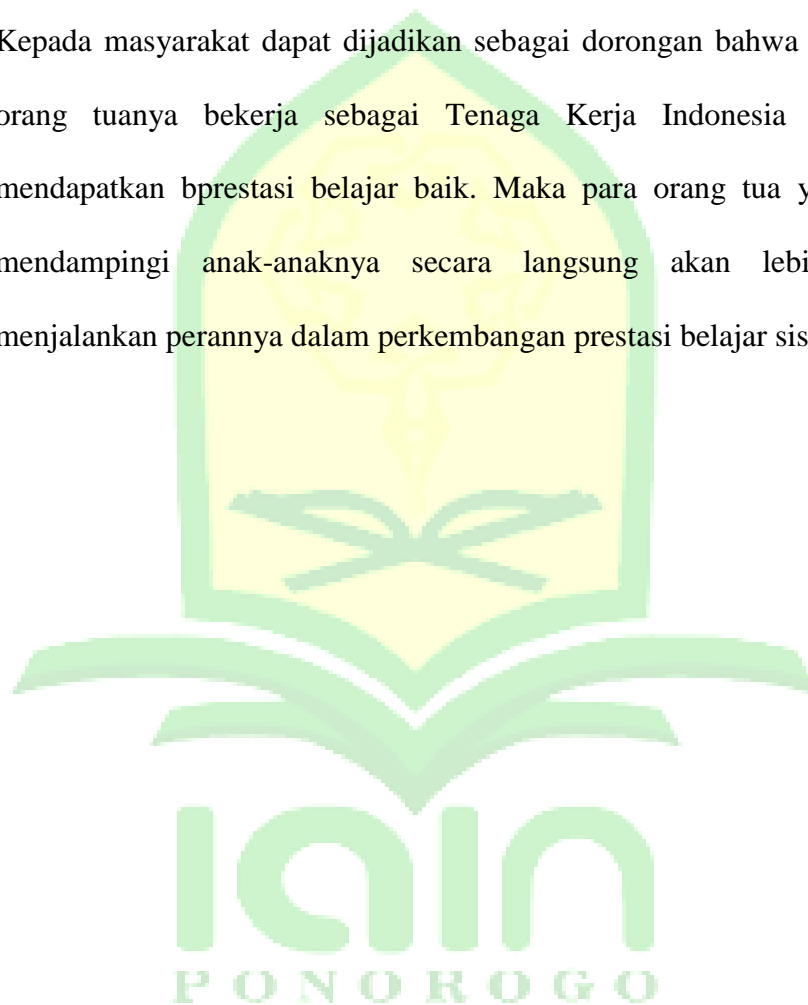 Kepada masyarakat dapat dijadikan sebagai dorongan bahwa
orang tuanya bekerja sebagai Tenaga Kerja Indonesia
mendapatkan bprestasi belajar baik. Maka para orang tua
mendampingi anak-anaknya secara langsung akan
menjalankan perannya dalam perkembangan prestasi belajar
iain
PONOROGO